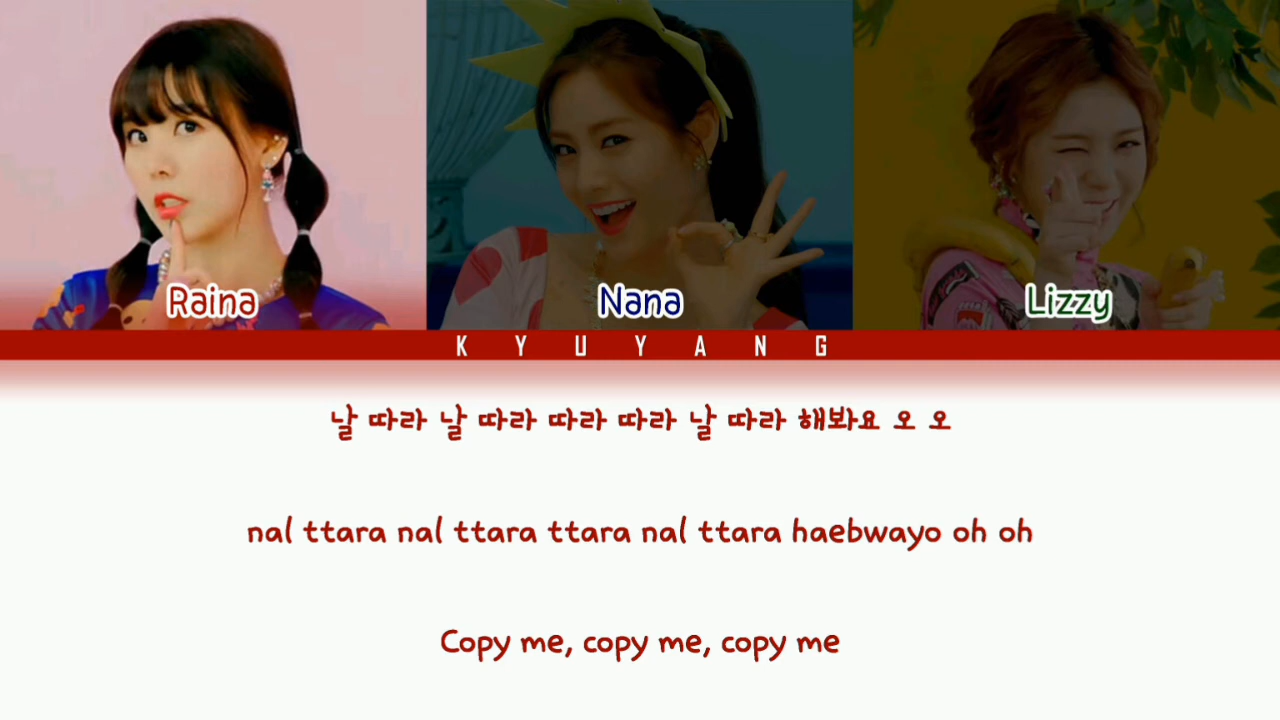 Raina Nana Lizzy
KYUYANG
날 따라 날 따라 따라 따라 날 따라 해봐요 오 오
nal ttara nal ttara ttara nal ttara haebwayo oh oh
Copy me, copy me, copy me